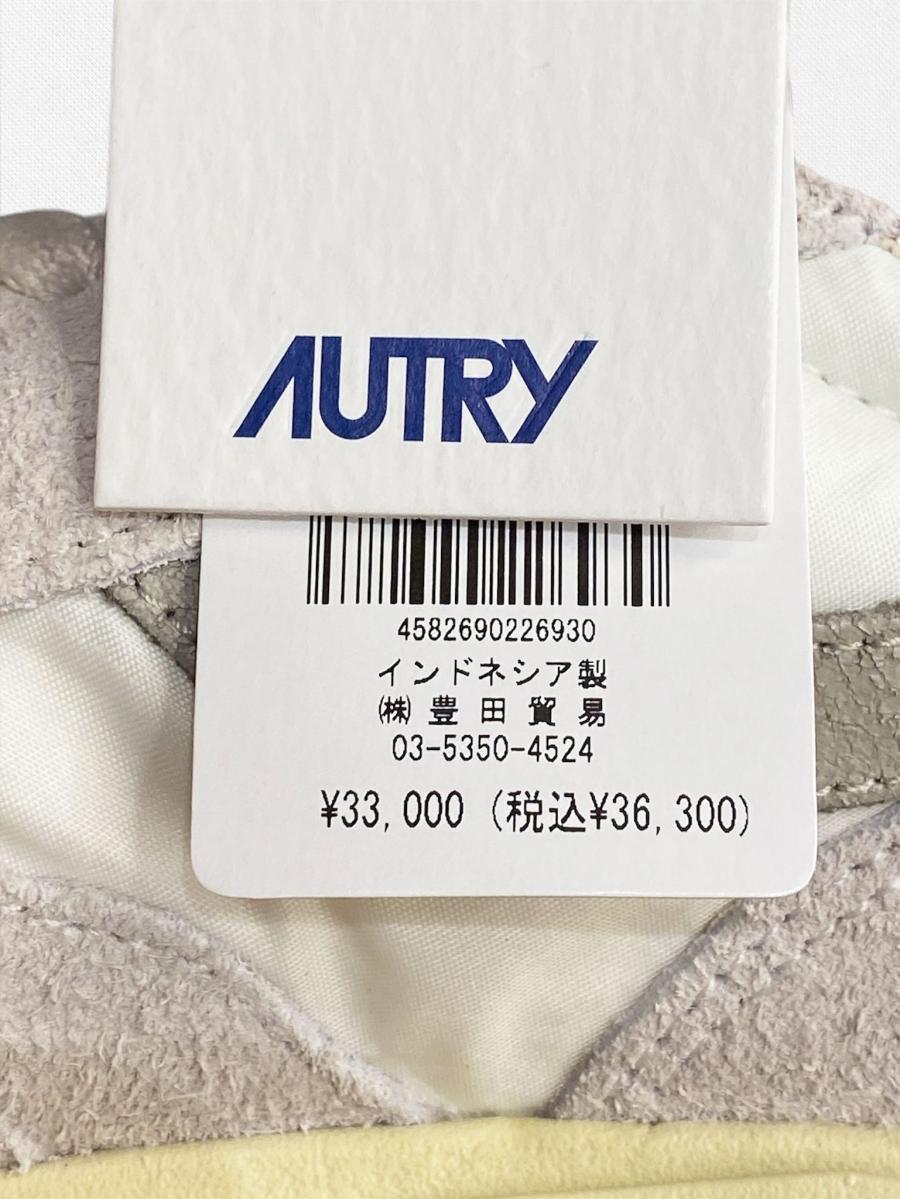 AUTRY
4582690226930
インドネシア製
㈱ 豊田貿易
03-5350-4524
¥33,000 (税込¥36,300)